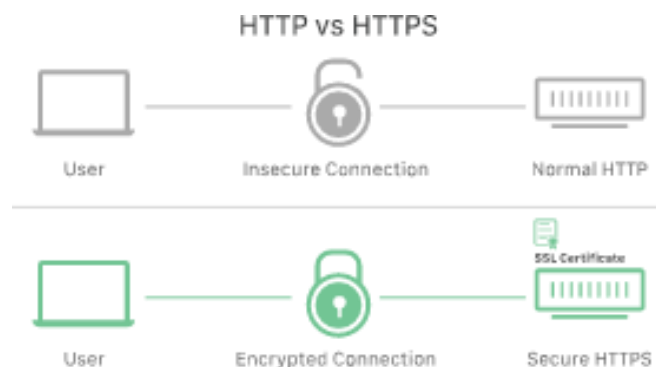 HTTP vs HTTPS
User
Insecure Connection
Normal HTTP
SSL Certificate
User
Encrypted Connection
Secure HTTPS